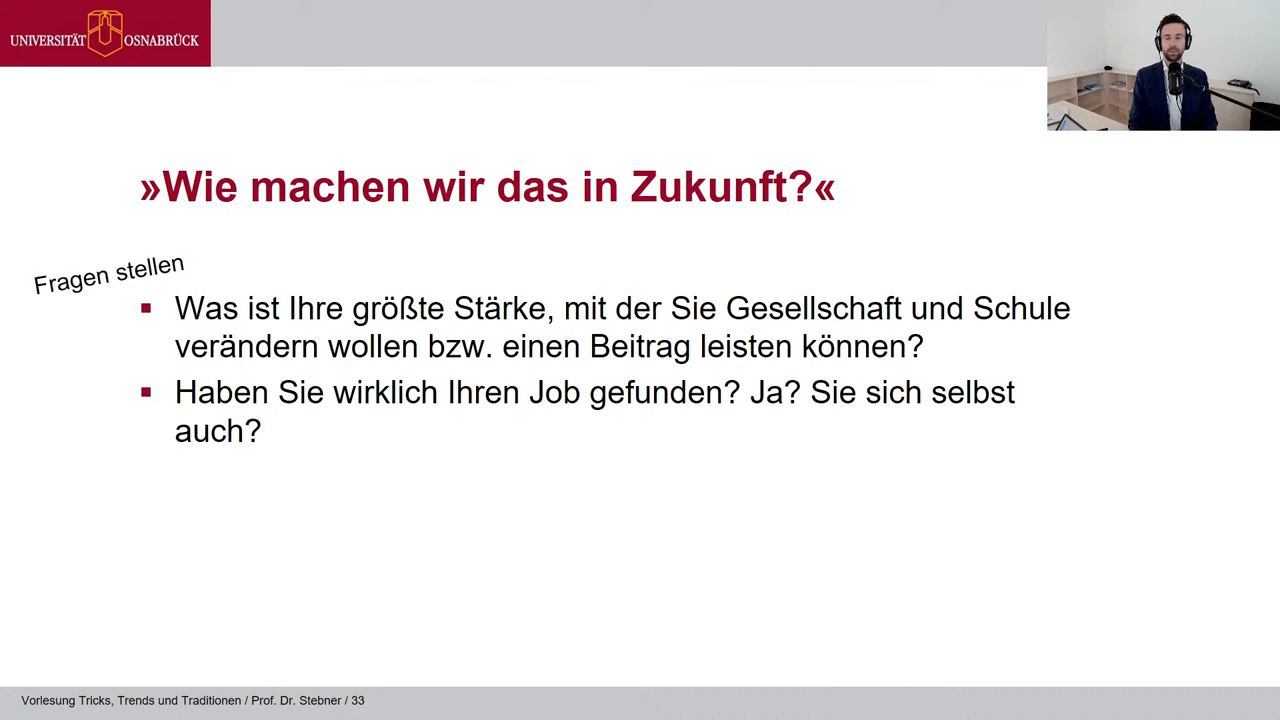 UNIVERSITÄT OSNABRÜCK
»Wie machen wir das in Zukunft?«
Fragen stellen
▪ Was ist Ihre größte Stärke, mit der Sie Gesellschaft und Schule
verändern wollen bzw. einen Beitrag leisten können?
▪ Haben Sie wirklich Ihren Job gefunden? Ja? Sie sich selbst
auch?
Vorlesung Tricks, Trends und Traditionen / Prof. Dr. Stebner / 33